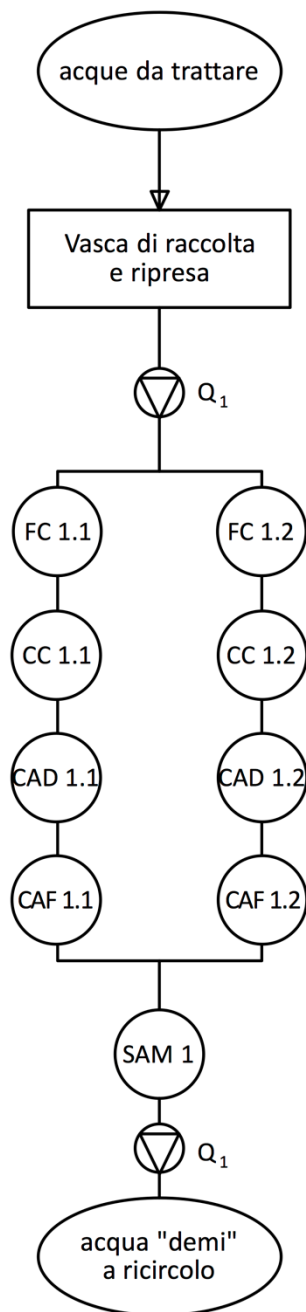 acque da trattare
Vasca di raccolta
e ripresa
Q1
FC 1.1
FC 1.2
CC 1.1
CC 1.2
CAD 1.1
CAD 1.2
CAF 1.1
CAF 1.2
SAM 1
Q1
acqua "demi"
a ricircolo